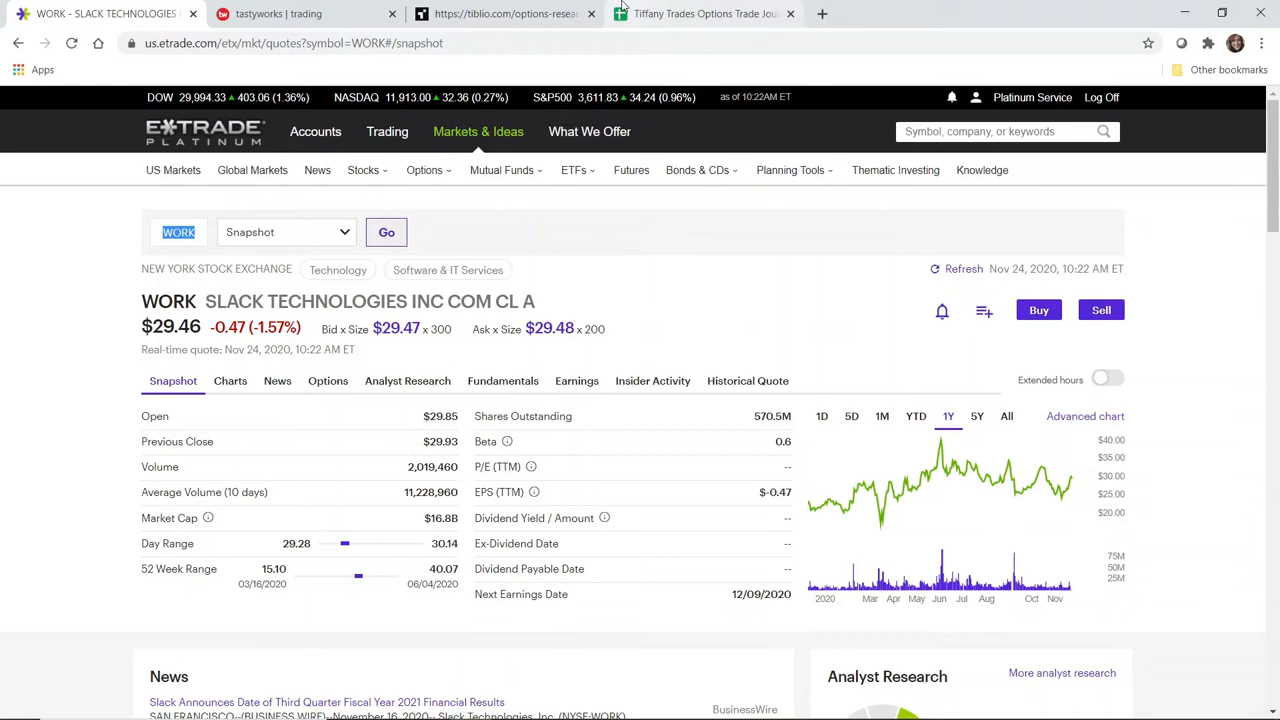 WORK - SLACK TECHNOLOGIES
tastyworks | trading
https://tiblio.com/options-resear
Tiffany Trades Options Trade Jou
us.etrade.com/etx/mkt/quotes?symbol=WORK#/snapshot
Apps
Other bookmarks
DOW 29,994.33 403.06 (1.36%) NASDAQ 11,913.00 32.36 (0.27%) S&P500 3,611.83 34.24 (0.96%) as of 10:22AM ET
Platinum Service Log Off
E*TRADE
PLATINUM
Accounts Trading Markets & Ideas What We Offer
Symbol, company, or keywords
US Markets Global Markets News Stocks Options Mutual Funds ETFs Futures Bonds & CDs Planning Tools Thematic Investing Knowledge
WORK Snapshot Go
NEW YORK STOCK EXCHANGE Technology Software & IT Services
Refresh Nov 24, 2020, 10:22 AM ET
WORK SLACK TECHNOLOGIES INC COM CL A
$29.46 -0.47 (-1.57%) Bid x Size $29.47 x 300 Ask x Size $29.48 x 200
Buy Sell
Real-time quote: Nov 24, 2020, 10:22 AM ET
Snapshot Charts News Options Analyst Research Fundamentals Earnings Insider Activity Historical Quote
Extended hours
Open $29.85
Previous Close $29.93
Volume 2,019,460
Average Volume (10 days) 11,228,960
Market Cap $16.8B
Day Range 29.28 30.14
52 Week Range 15.10 40.07
03/16/2020 06/04/2020
Shares Outstanding 570.5M
Beta 0.6
P/E (TTM) --
EPS (TTM) $-0.47
Dividend Yield / Amount --
Ex-Dividend Date --
Dividend Payable Date --
Next Earnings Date 12/09/2020
1D 5D 1M YTD 1Y 5Y All Advanced chart
$40.00
$35.00
$30.00
$25.00
$20.00
75M
50M
25M
2020 Mar Apr May Jun Jul Aug Oct Nov
News
Slack Announces Date of Third Quarter Fiscal Year 2021 Financial Results
SAN FRANCISCO--(BUSINESS WIRE)--November 16, 2020-- Slack Technologies, Inc. (NYSE:WORK)
BusinessWire
Analyst Research
More analyst research